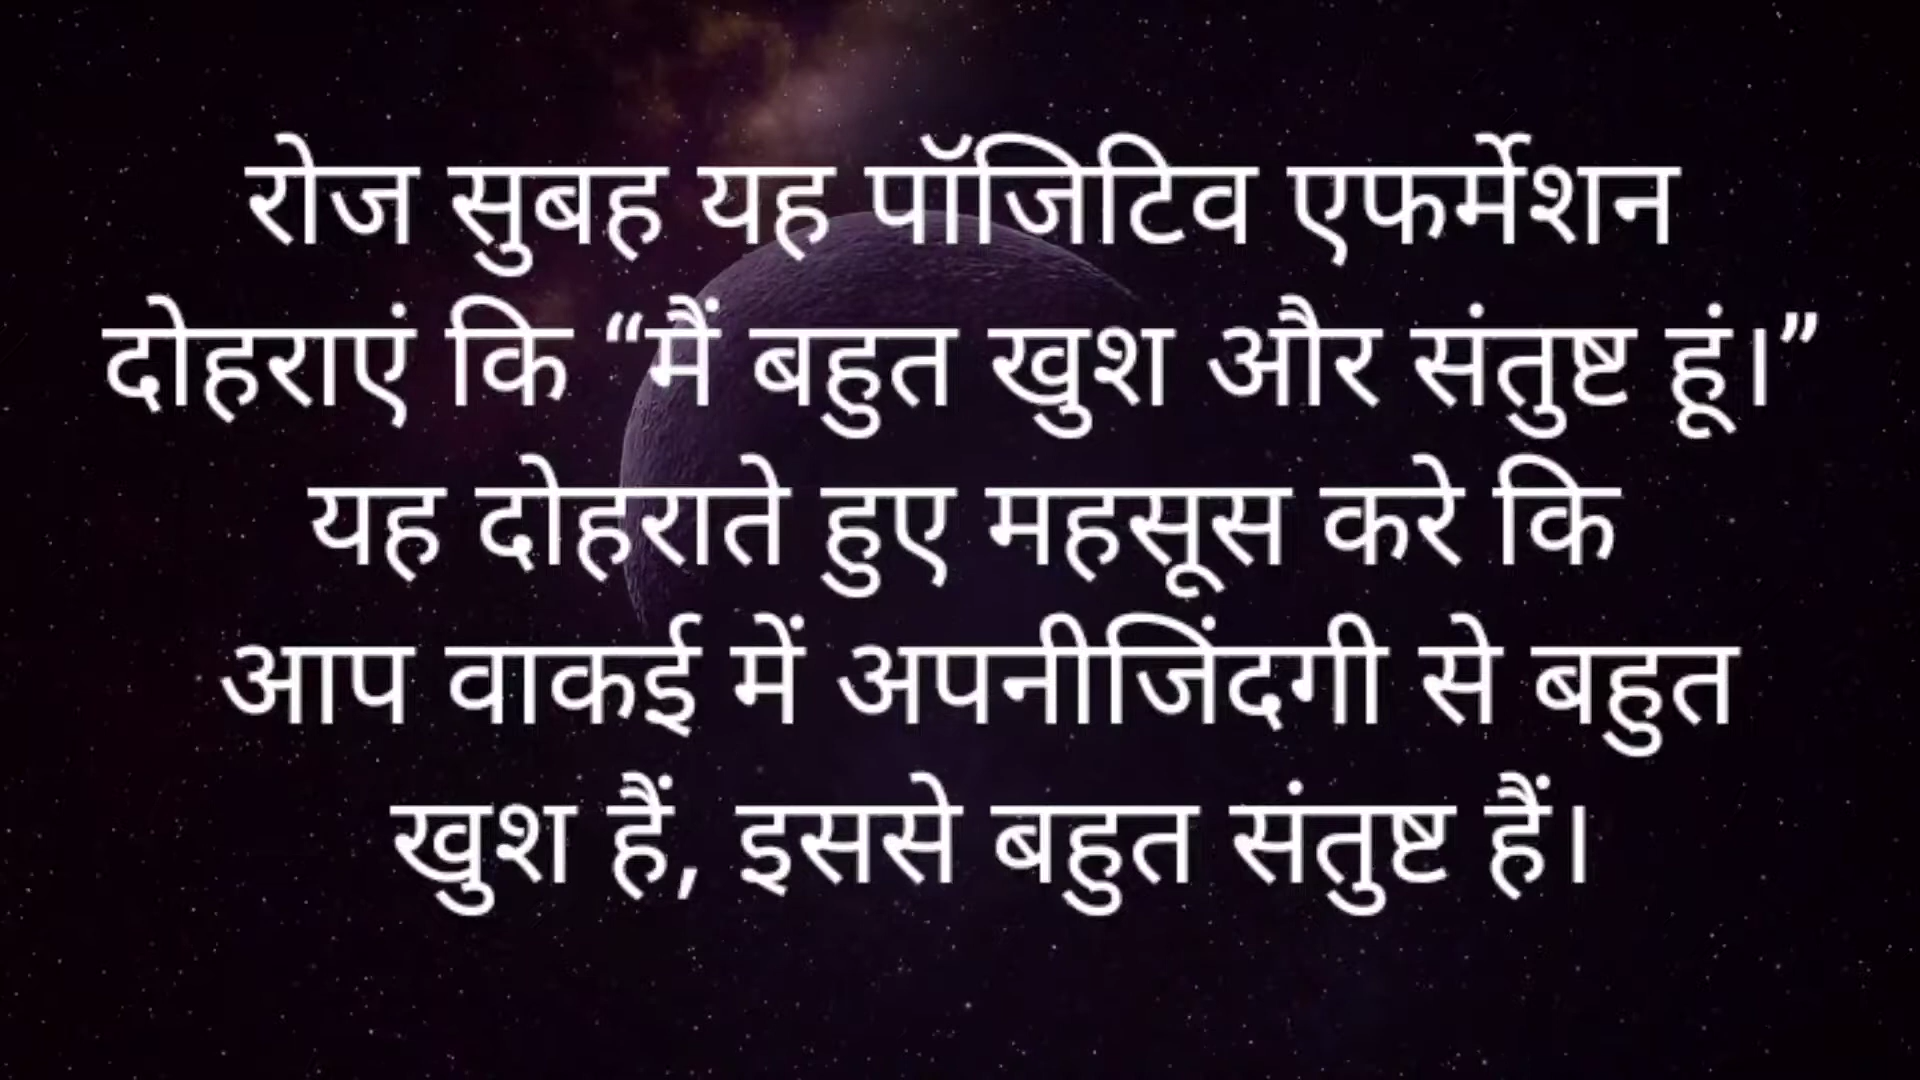 रोज सुबह यह पॉजिटिव एफर्मेशन
दोहराएं कि “मैं बहुत खुश और संतुष्ट हूं।”
यह दोहराते हुए महसूस करे कि
आप वाकई में अपनीजिंदगी से बहुत
खुश हैं, इससे बहुत संतुष्ट हैं।